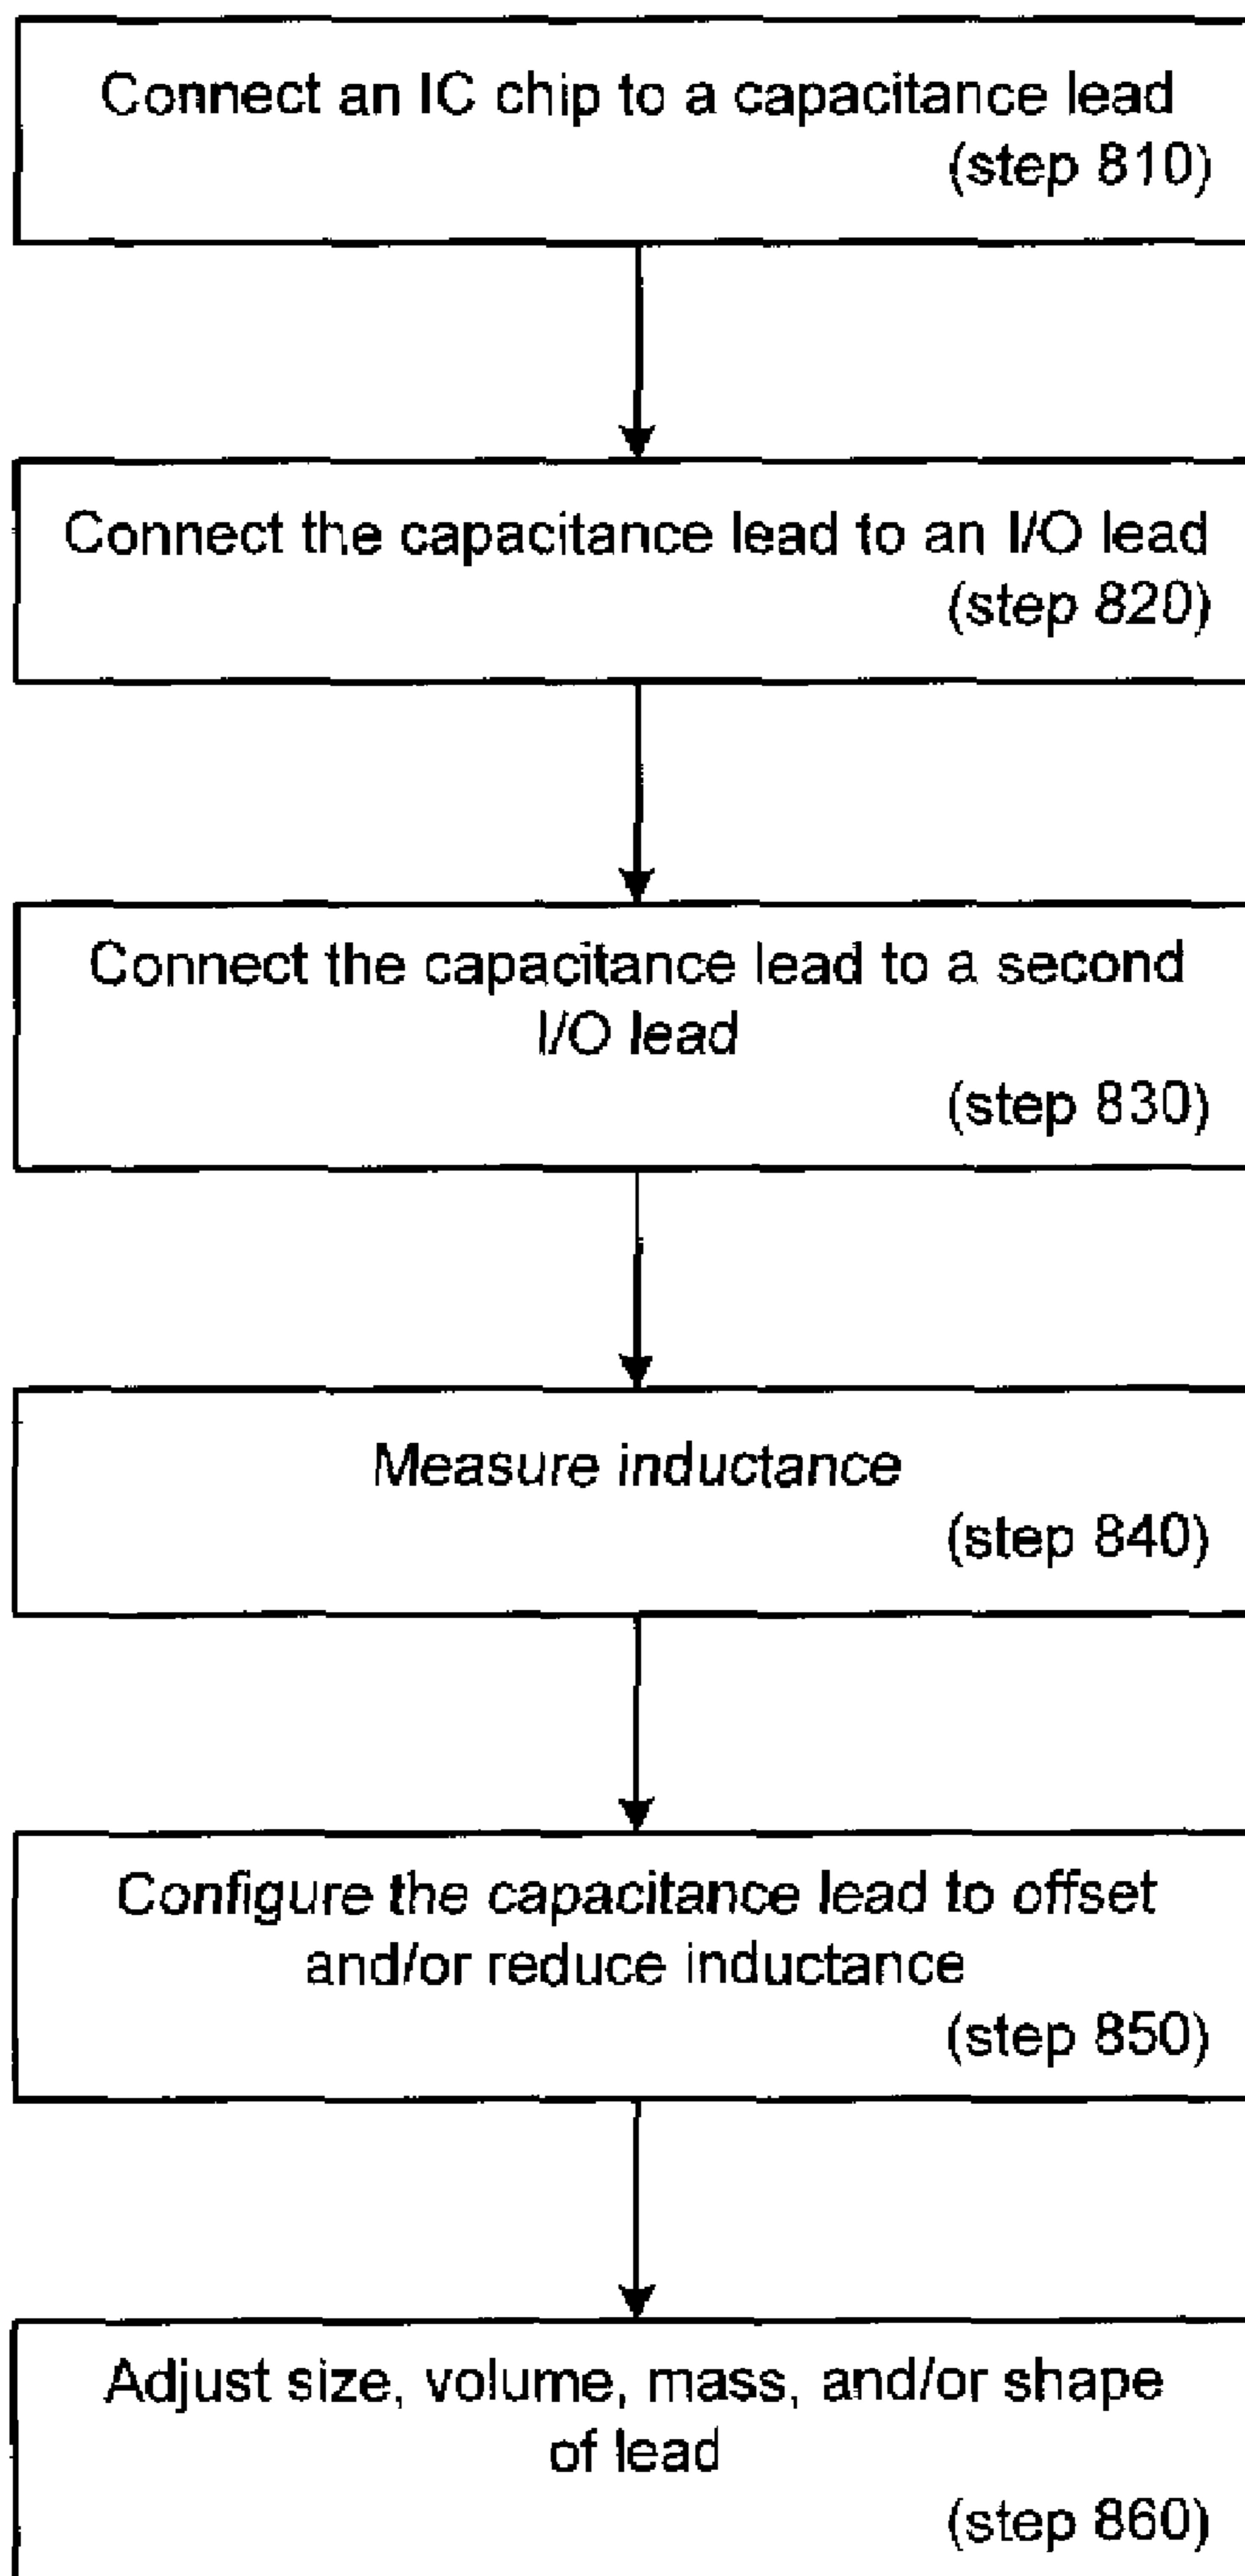 Connect an IC chip to a capacitance lead
(step 810)
Connect the capacitance lead to an I/O lead
(step 820)
Connect the capacitance lead to a second
I/O lead
(step 830)
Measure inductance
(step 840)
Configure the capacitance lead to offset
and/or reduce inductance
(step 850)
Adjust size, volume, mass, and/or shape
of lead
(step 860)